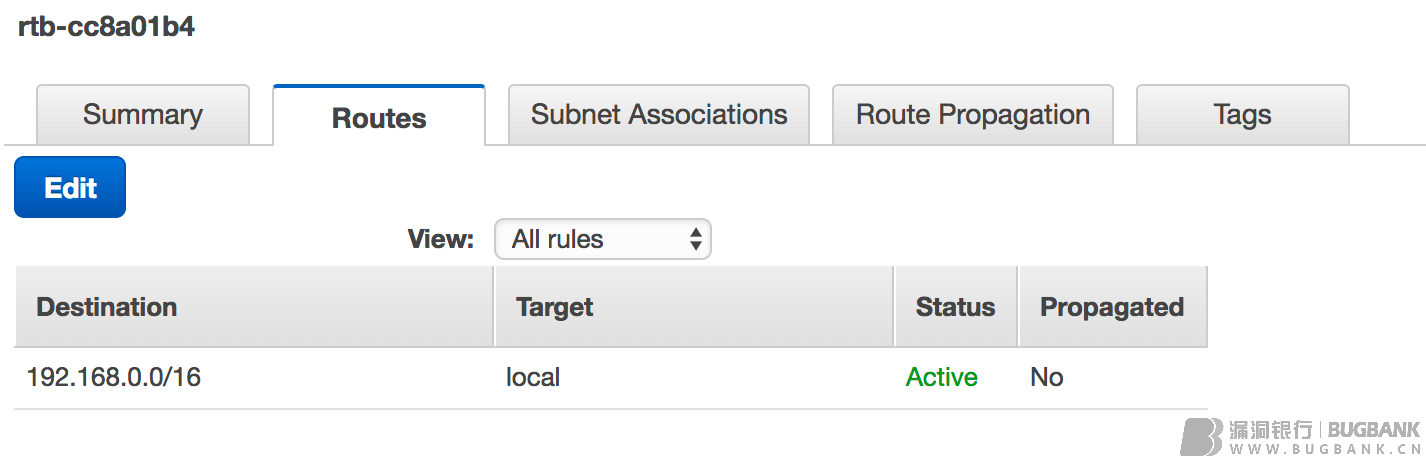 rtb-cc8a01b4
Summary Routes Subnet Associations Route Propagation Tags
Edit
View: All rules
Destination Target Status Propagated
192.168.0.0/16 local Active No
漏洞银行 BUGBANK
WWW.BUGBANK.CN